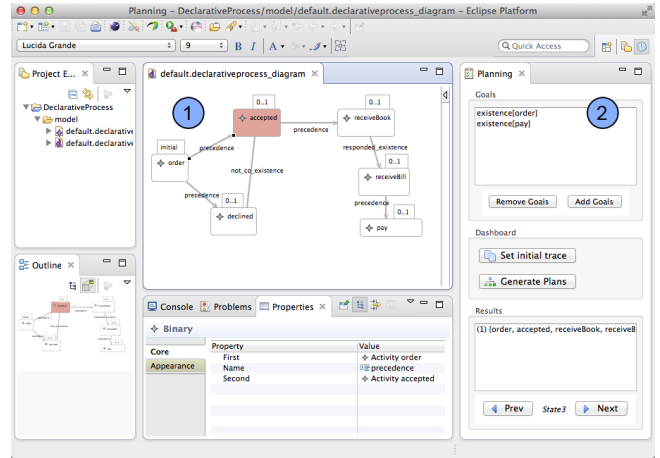 Planning - DeclarativeProcess/model/default.declarativeprocess_diagram - Eclipse Platform
Lucida Grande 9 B I A Quick Access
Project E...
DeclarativeProcess
model
default.declarative
default.declarative
Outline
default.declarativeprocess_diagram
1
0..1
accepted
0..1
receiveBook
precedence
initial
order
precedence
responded_existence
0..1
receiveBill
not_co_existence
precedence
0..1
declined
precedence
0..1
pay
Console Problems Properties
Binary
Core
Appearance
Property Value
First Activity order
Name precedence
Second Activity accepted
Planning
Goals
existence[order]
existence[pay]
2
Remove Goals Add Goals
Dashboard
Set initial trace
Generate Plans
Results
(1) [order, accepted, receiveBook, receiveB
Prev State3 Next